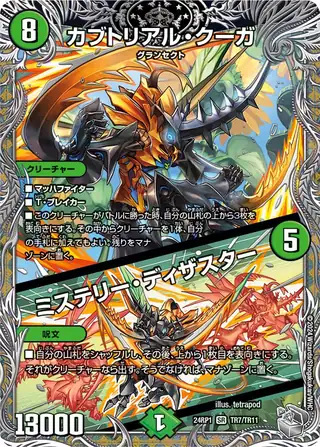 8
カブトリアル・クーガ
グランセクト
クリーチャー
■マッハファイター
■T・ブレイカー
■このクリーチャーがバトルに勝った時、自分の山札の上から3枚を
表向きにする。その中からクリーチャーを1体、自分
の手札に加えてもよい。残りをマナ
ゾーンに置く。
5
ミステリー・ディザスター
呪文
■自分の山札をシャッフルし、その後、上から1枚目を表向きにする。
それがクリーチャーなら出す。そうでなければ、マナゾーンに置く。
illus. tetrapod
13000
1
24RP1 SR TR7/TR11